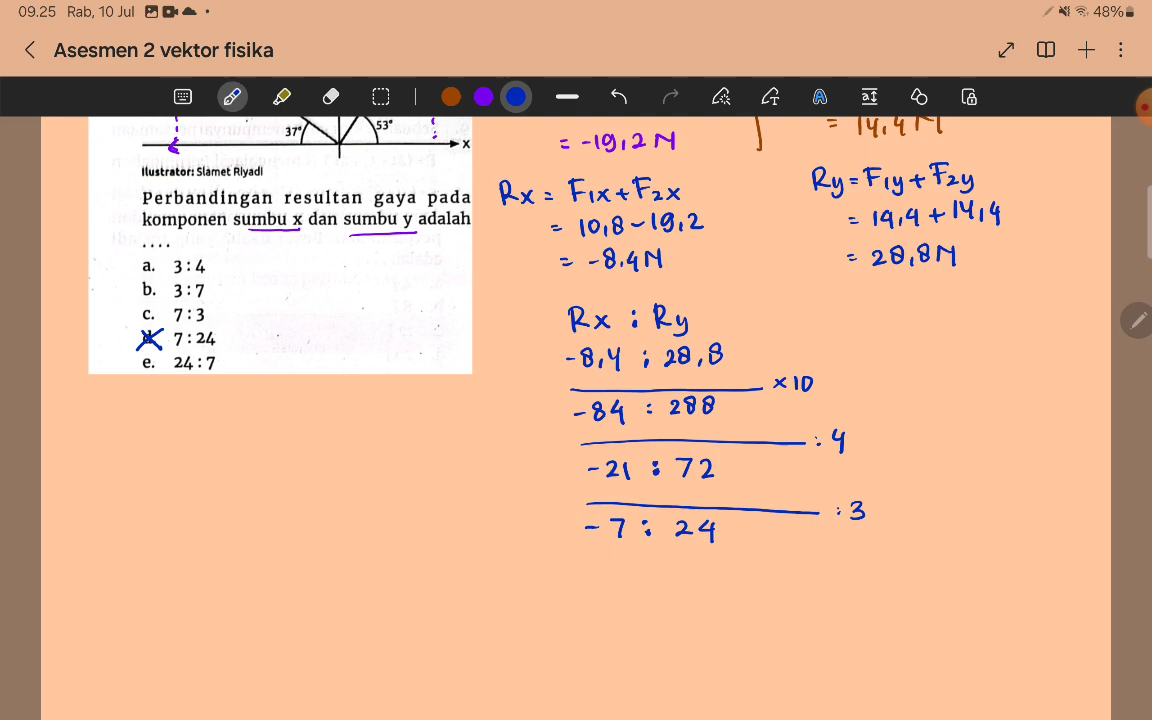 09.25 Rab, 10 Jul
48%
Asesmen 2 vektor fisika
37°
53°
x
Ilustrator: Slamet Riyadi
Perbandingan resultan gaya pada
komponen sumbu x dan sumbu y adalah
....
a. 3 : 4
b. 3 : 7
c. 7 : 3
d. 7 : 24
e. 24 : 7
= -19,2 N
= 14,4 N
Rx = F1x + F2x
= 10,8 - 19,2
= -8,4 N
Ry = F1y + F2y
= 14,4 + 14,4
= 28,8 N
Rx : Ry
-8,4 : 28,8
x 10
-84 : 288
: 4
-21 : 72
: 3
-7 : 24